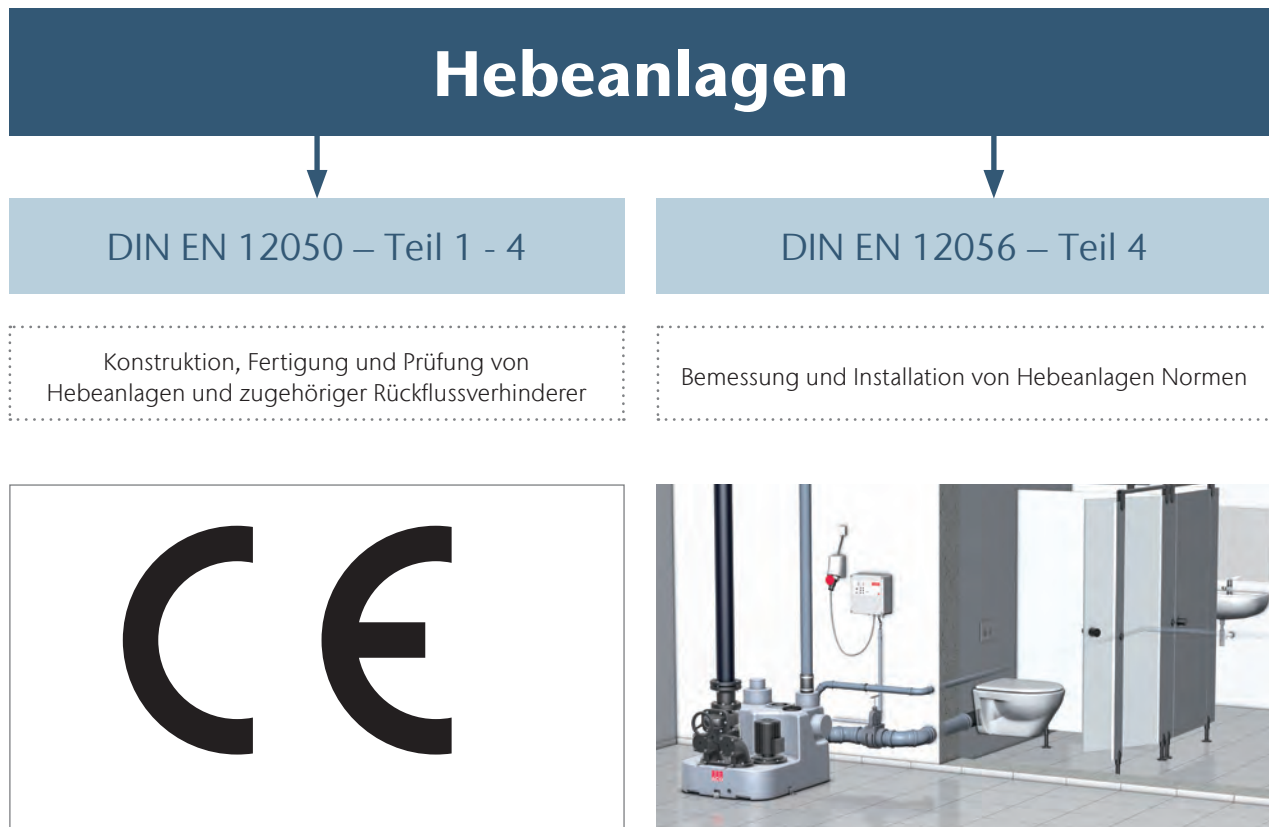 Hebeanlagen
DIN EN 12050 – Teil 1 - 4
Konstruktion, Fertigung und Prüfung von
Hebeanlagen und zugehöriger Rückflussverhinderer
DIN EN 12056 – Teil 4
Bemessung und Installation von Hebeanlagen Normen
CE